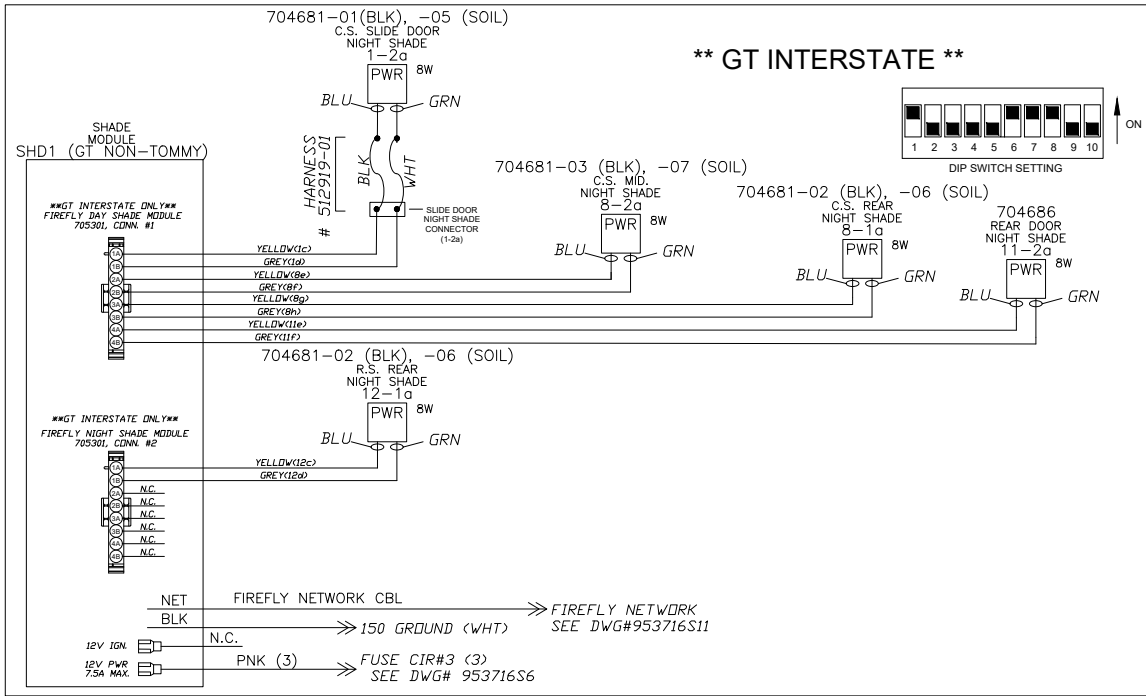 704681-01(BLK), -05 (SOIL)
C.S. SLIDE DOOR
NIGHT SHADE
1-2a
PWR
8W
BLU
GRN
** GT INTERSTATE **
ON
1 2 3 4 5 6 7 8 9 10
DIP SWITCH SETTING
HARNESS
# 512919-01
BLK
WHT
SLIDE DOOR
NIGHT SHADE
CONNECTOR
(1-2a)
704681-03 (BLK), -07 (SOIL)
C.S. MID.
NIGHT SHADE
8-2a
PWR
8W
BLU
GRN
704681-02 (BLK), -06 (SOIL)
C.S. REAR
NIGHT SHADE
8-1a
PWR
8W
BLU
GRN
704686
REAR DOOR
NIGHT SHADE
11-2a
PWR
8W
BLU
GRN
SHADE
MODULE
SHD1 (GT NON-TOMMY)
**GT INTERSTATE ONLY**
FIREFLY DAY SHADE MODULE
705301, CONN. #1
1A YELLOW(1c)
1B GREY(1d)
2A YELLOW(8e)
2B GREY(8f)
3A YELLOW(8g)
3B GREY(8h)
4A YELLOW(11e)
4B GREY(11f)
704681-02 (BLK), -06 (SOIL)
R.S. REAR
NIGHT SHADE
12-1a
PWR
8W
BLU
GRN
**GT INTERSTATE ONLY**
FIREFLY NIGHT SHADE MODULE
705301, CONN. #2
1A YELLOW(12c)
1B GREY(12d)
2A N.C.
2B N.C.
3A N.C.
3B N.C.
4A N.C.
4B N.C.
NET FIREFLY NETWORK CBL
FIREFLY NETWORK
SEE DWG#953716S11
BLK
150 GROUND (WHT)
12V IGN.
N.C.
12V PWR
7.5A MAX.
PNK (3)
FUSE CIR#3 (3)
SEE DWG# 953716S6